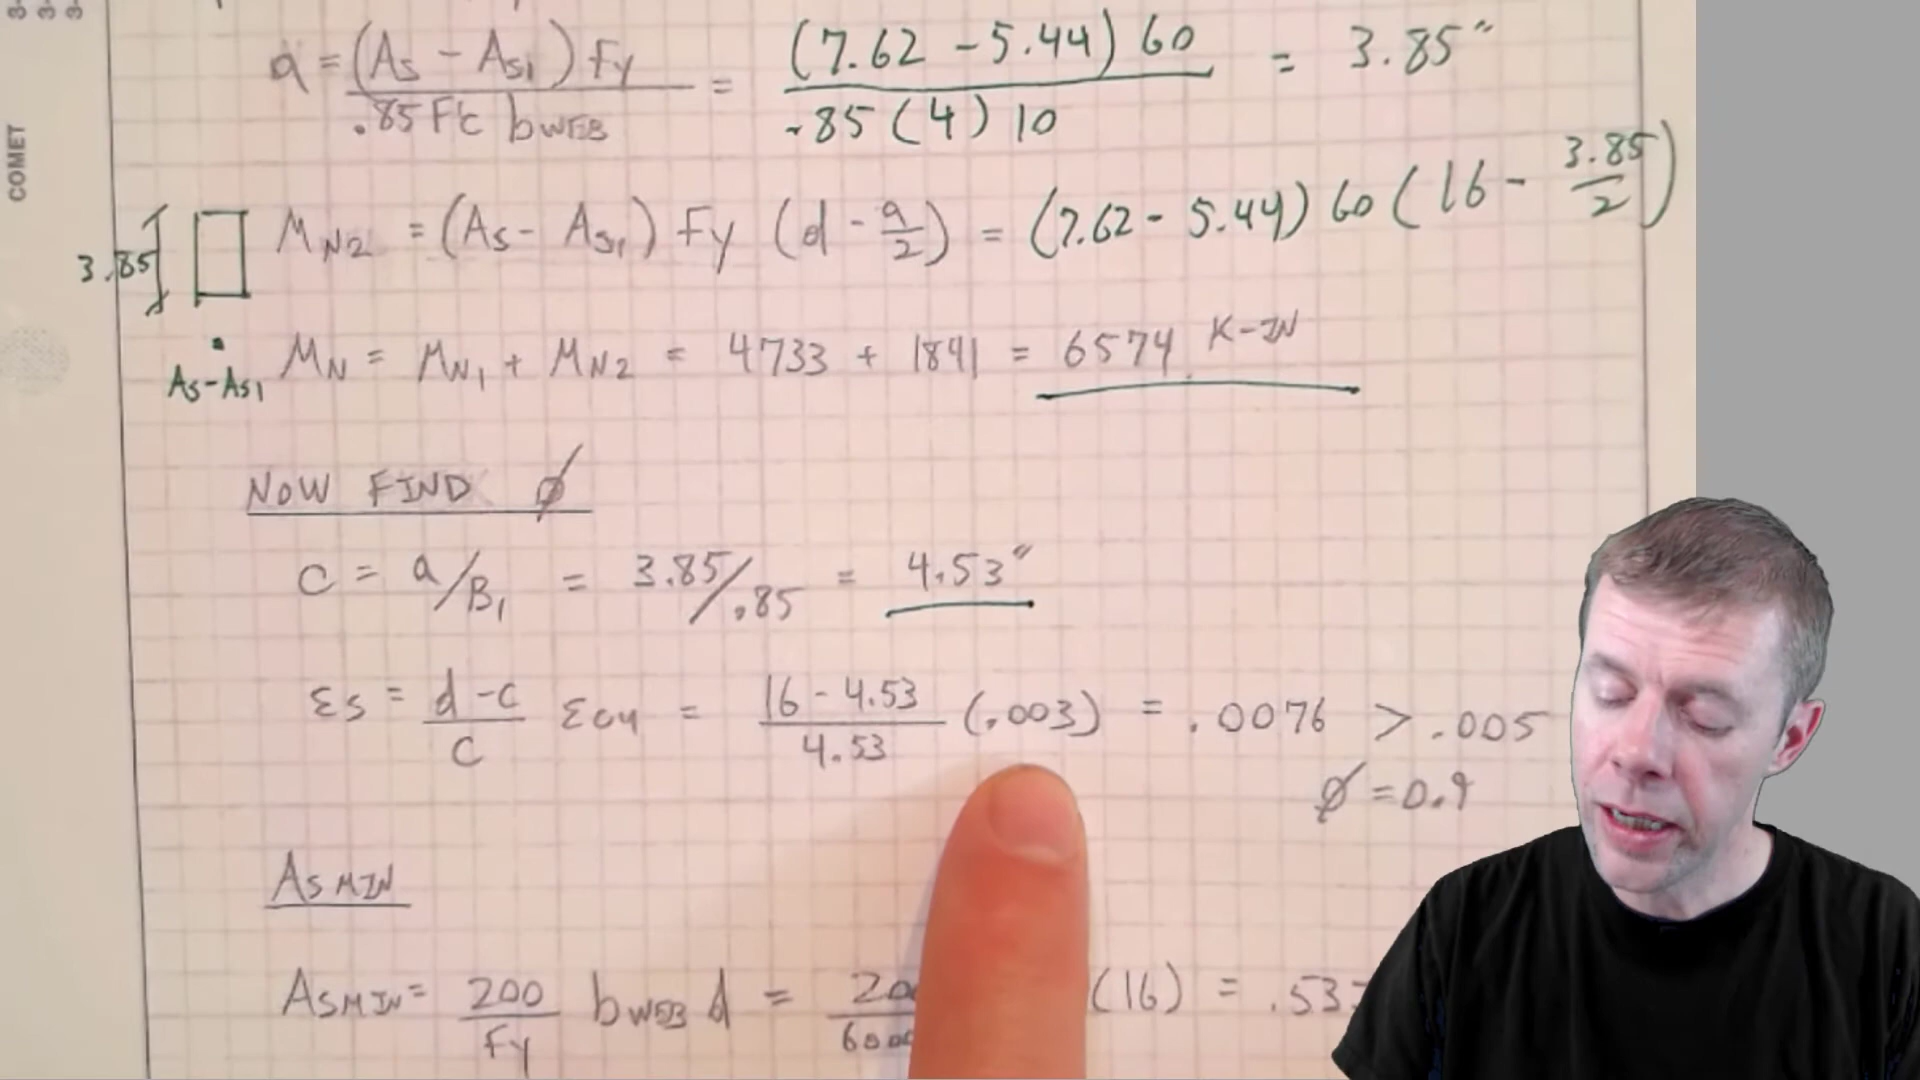 COMET
a = (As - As1) Fy / .85 F'c bWEB = (7.62 - 5.44) 60 / .85 (4) 10 = 3.85"
3.85
MN2 = (As - As1) Fy (d - a/2) = (7.62 - 5.44) 60 (16 - 3.85/2)
As-As1
MN = MN1 + MN2 = 4733 + 1841 = 6574 K-IN
NOW FIND Ø
C = a/B1 = 3.85/.85 = 4.53"
εs = d-c / c εcu = 16 - 4.53 / 4.53 (.003) = .0076 > .005
Ø = 0.9
As MIN
As MIN = 200 / Fy bWEB d = (16) = .53